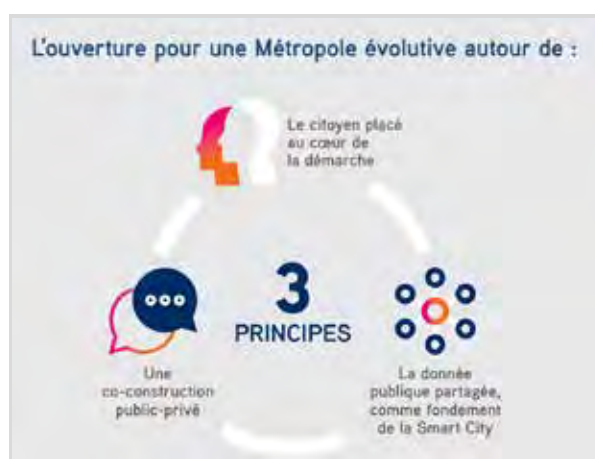 L'ouverture pour une Métropole évolutive autour de :
Le citoyen placé
au cœur de
la démarche
3
PRINCIPES
Une
co-construction
public-privé
La donnée
publique partagée,
comme fondement
de la Smart City